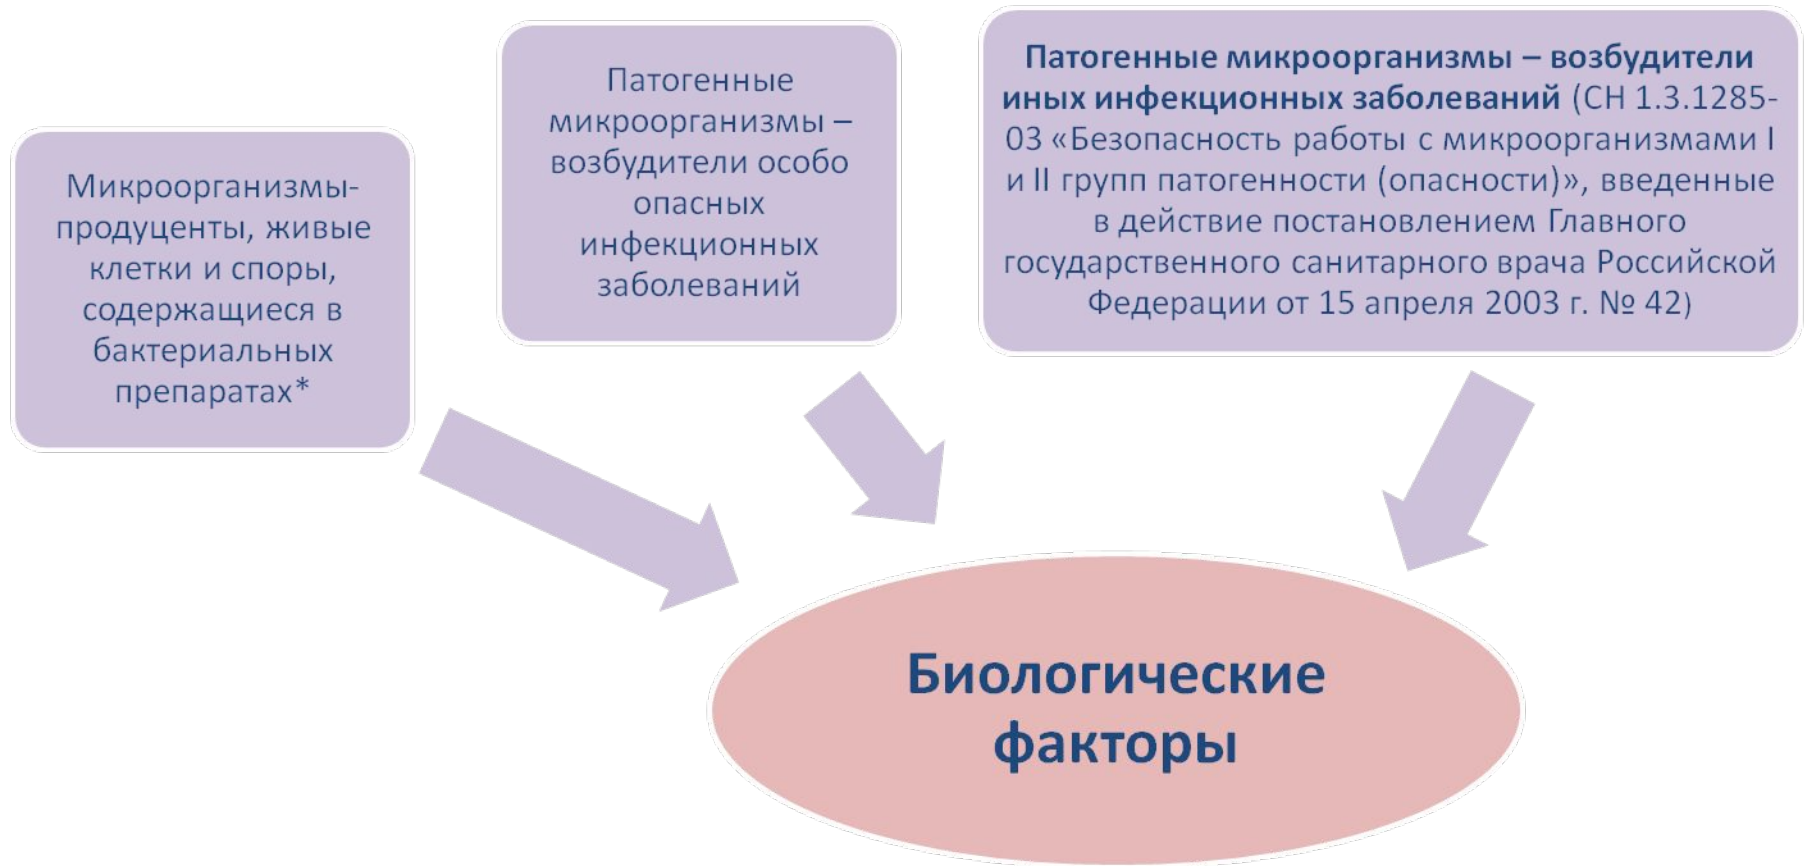 Микроорганизмы-
продуценты, живые
клетки и споры,
содержащиеся в
бактериальных
препаратах*
Патогенные
микроорганизмы –
возбудители особо
опасных
инфекционных
заболеваний
Патогенные микроорганизмы – возбудители
иных инфекционных заболеваний (СН 1.3.1285-
03 «Безопасность работы с микроорганизмами I
и II групп патогенности (опасности)», введенные
в действие постановлением Главного
государственного санитарного врача Российской
Федерации от 15 апреля 2003 г. № 42)
Биологические
факторы